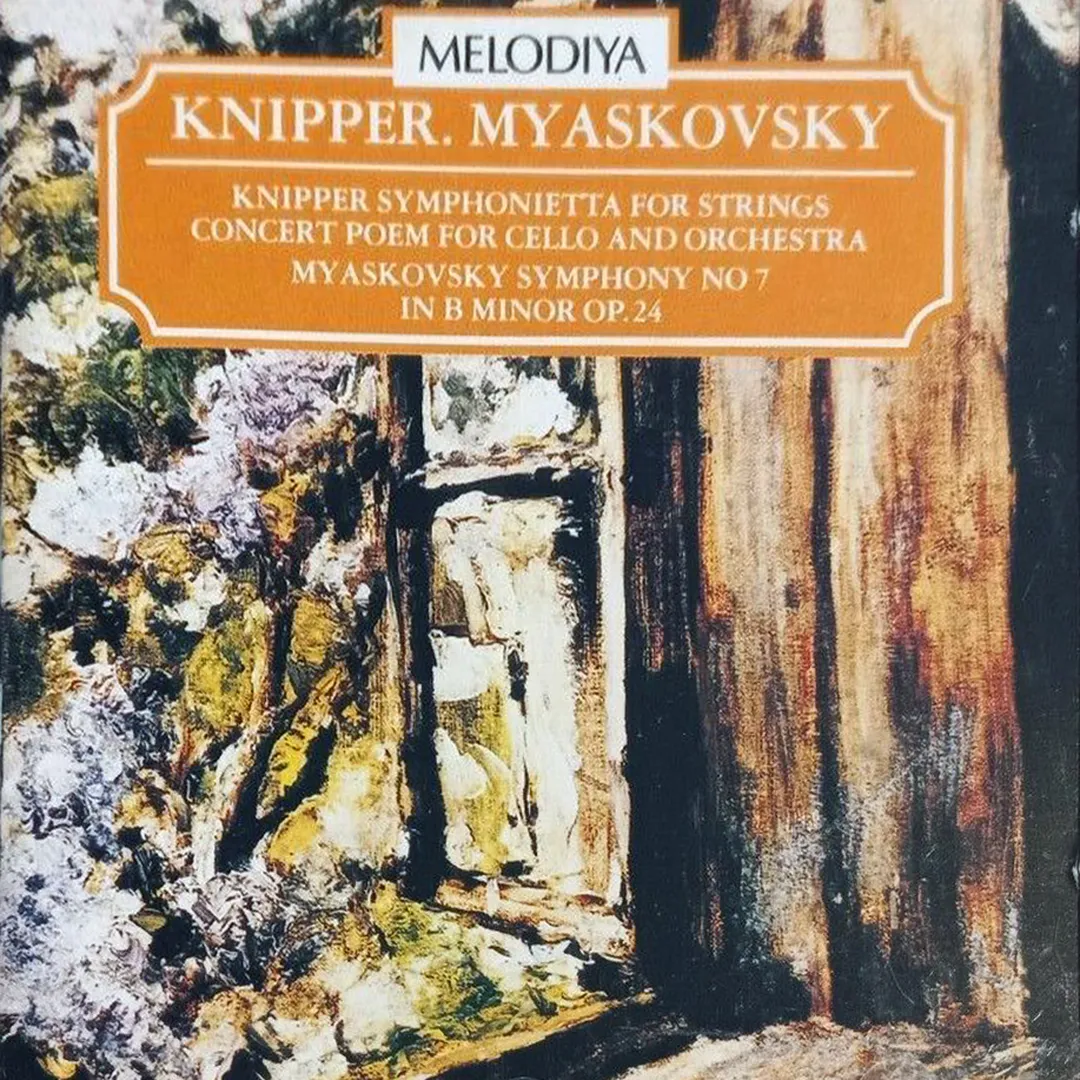 MELODIYA
KNIPPER. MYASKOVSKY
KNIPPER SYMPHONIETTA FOR STRINGS
CONCERT POEM FOR CELLO AND ORCHESTRA
MYASKOVSKY SYMPHONY NO 7
IN B MINOR OP.24